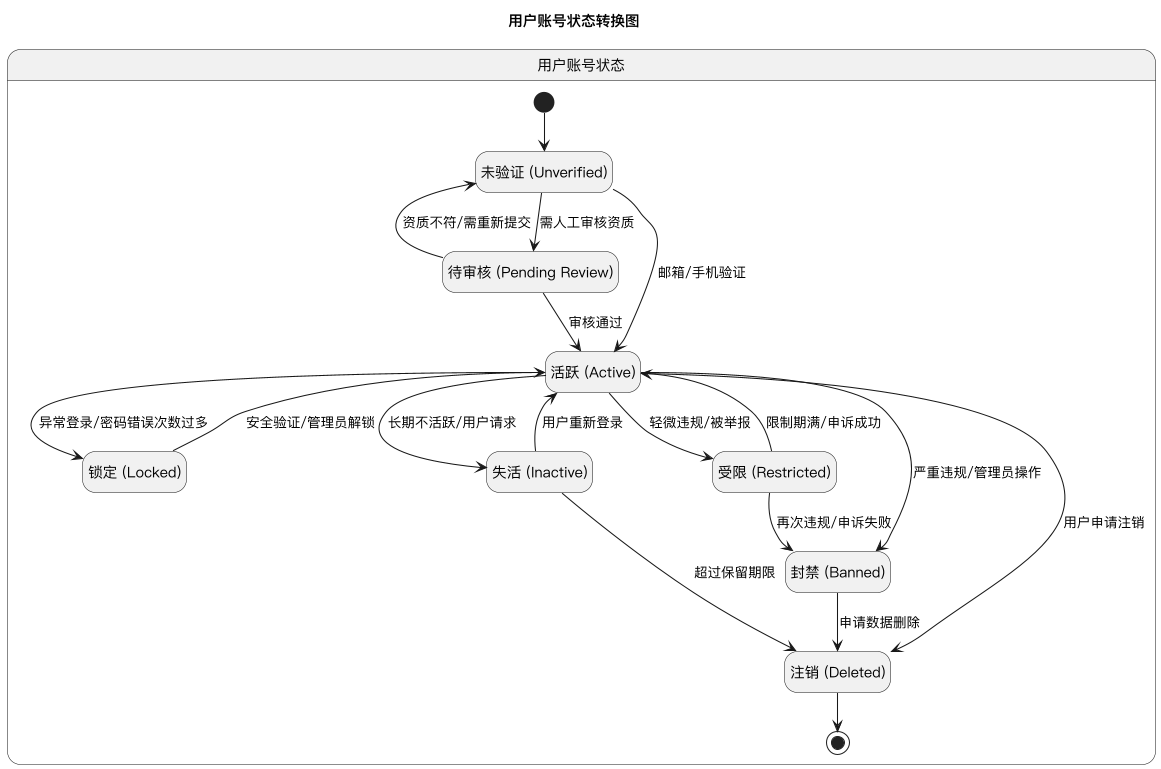 用户账号状态转换图
用户账号状态
未验证 (Unverified)
资质不符/需重新提交
需人工审核资质
待审核 (Pending Review)
邮箱/手机验证
审核通过
活跃 (Active)
异常登录/密码错误次数过多
安全验证/管理员解锁
长期不活跃/用户请求
用户重新登录
轻微违规/被举报
限制期满/申诉成功
锁定 (Locked)
失活 (Inactive)
受限 (Restricted)
严重违规/管理员操作
再次违规/申诉失败
用户申请注销
超过保留期限
封禁 (Banned)
申请数据删除
注销 (Deleted)